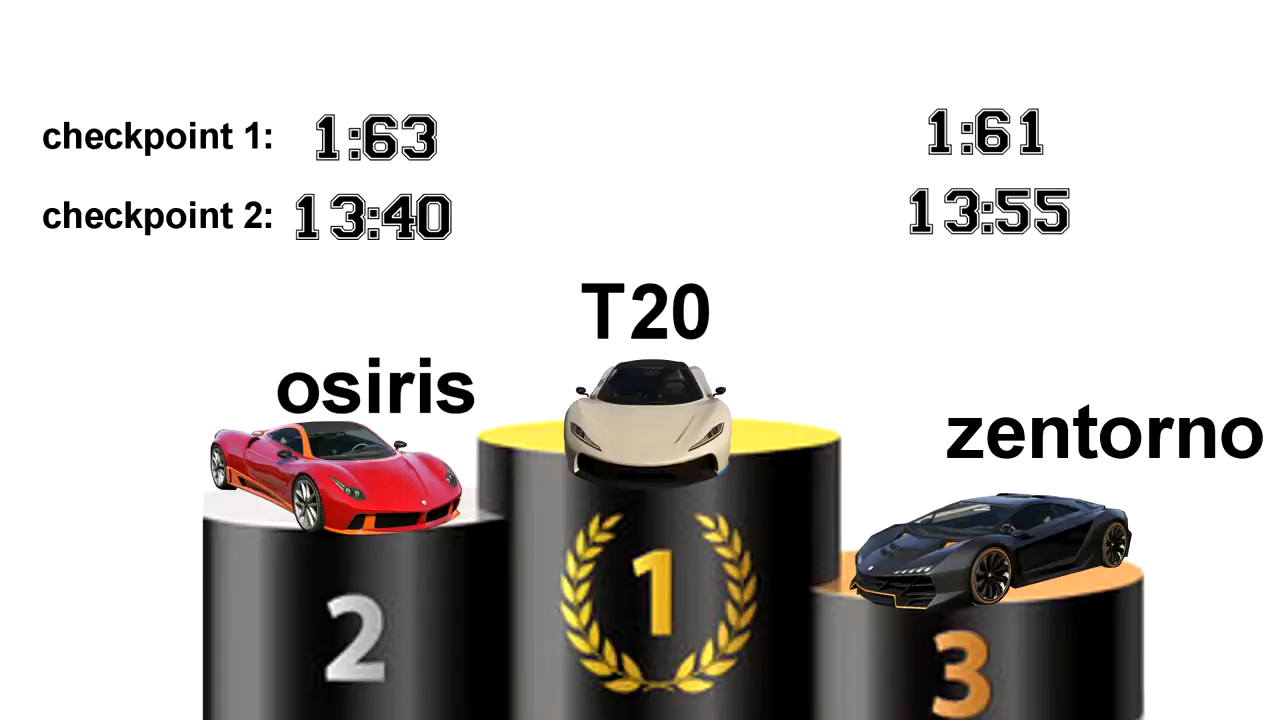 checkpoint 1: 1:63 1:61
checkpoint 2: 13:40 13:55
T20
osiris
zentorno
1
2
3